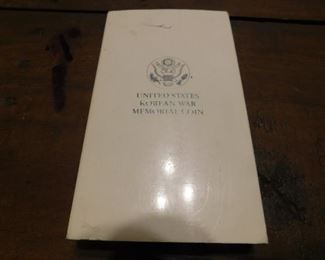 UNITED STATES
KOREAN WAR
MEMORIAL COIN